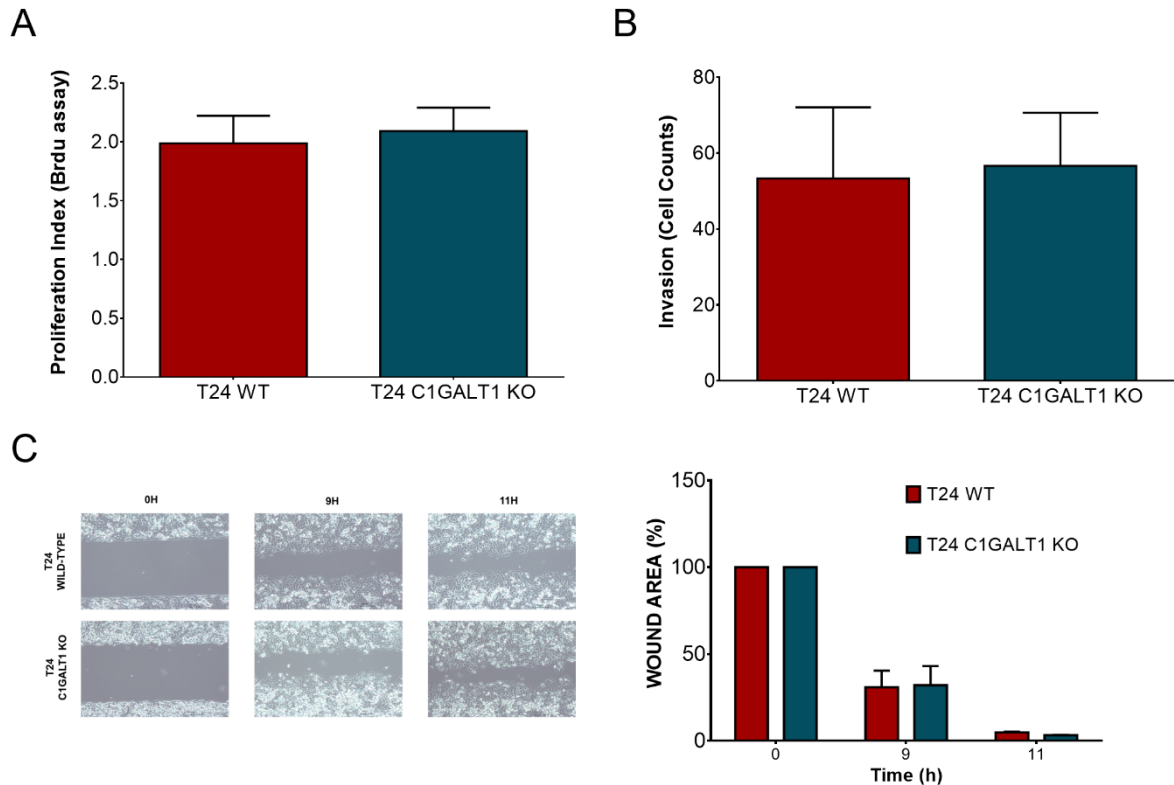 A
Proliferation Index (Brdu assay)
2.5
2.0
1.5
1.0
0.5
0.0
T24 WT
T24 C1GALT1 KO
B
Invasion (Cell Counts)
80
60
40
20
0
T24 WT
T24 C1GALT1 KO
C
0H
9H
11H
T24
WILD-TYPE
T24
C1GALT1 KO
WOUND AREA (%)
150
100
50
0
T24 WT
T24 C1GALT1 KO
0
9
11
Time (h)